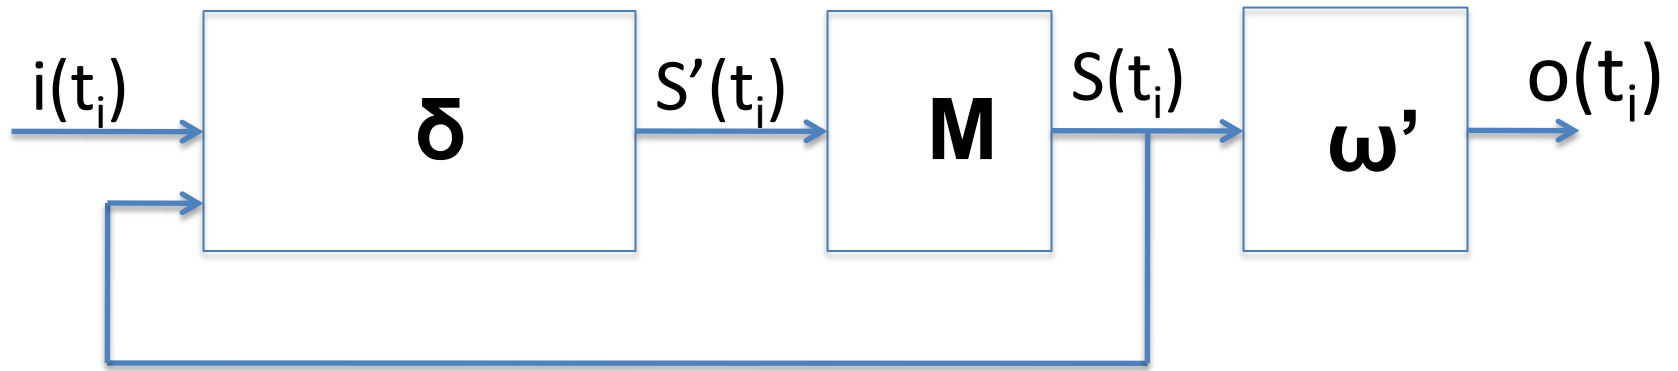 i(tᵢ)
δ
S’(tᵢ)
M
S(tᵢ)
ω’
o(tᵢ)